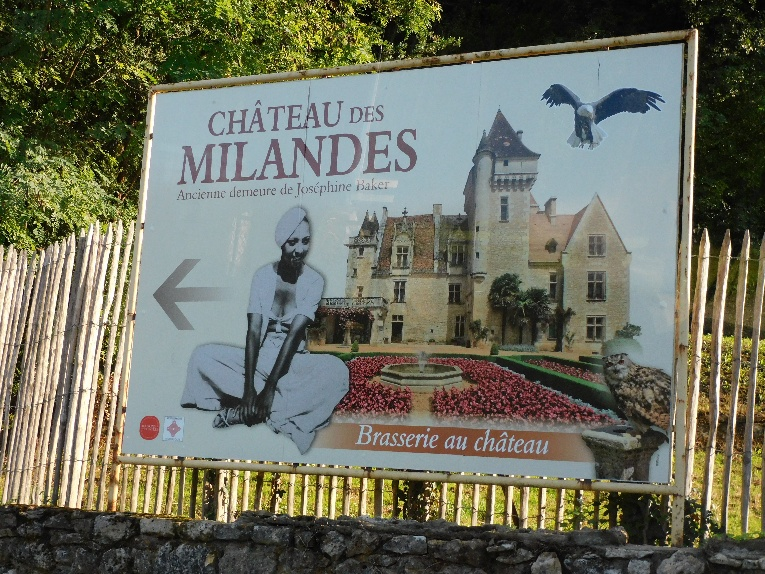 CHÂTEAU DES
MILANDES
Ancienne demeure de Joséphine Baker
Brasserie au château